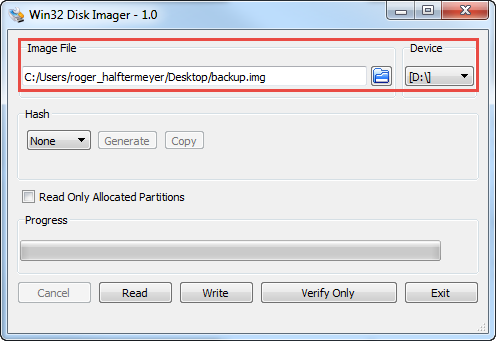 Win32 Disk Imager - 1.0
Image File
Device
C:/Users/roger_halftermeyer/Desktop/backup.img
[D:\]
Hash
None
Generate
Copy
Read Only Allocated Partitions
Progress
Cancel
Read
Write
Verify Only
Exit